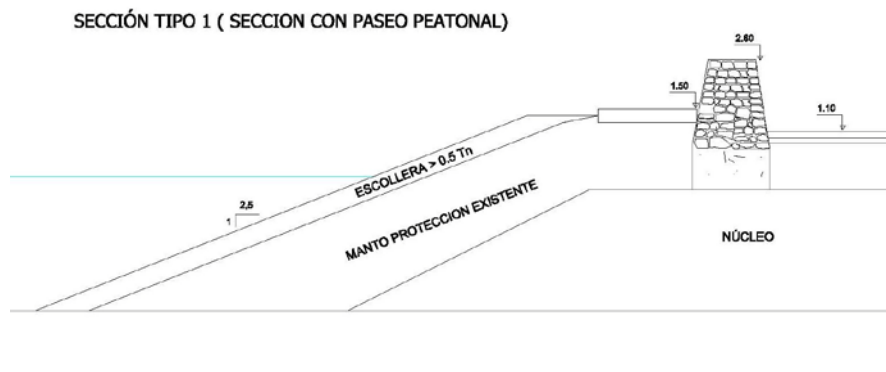 SECCIÓN TIPO 1 ( SECCION CON PASEO PEATONAL)
2.60
1.50
1.10
ESCOLLERA > 0.5 Tn
2,5
1
MANTO PROTECCION EXISTENTE
NÚCLEO